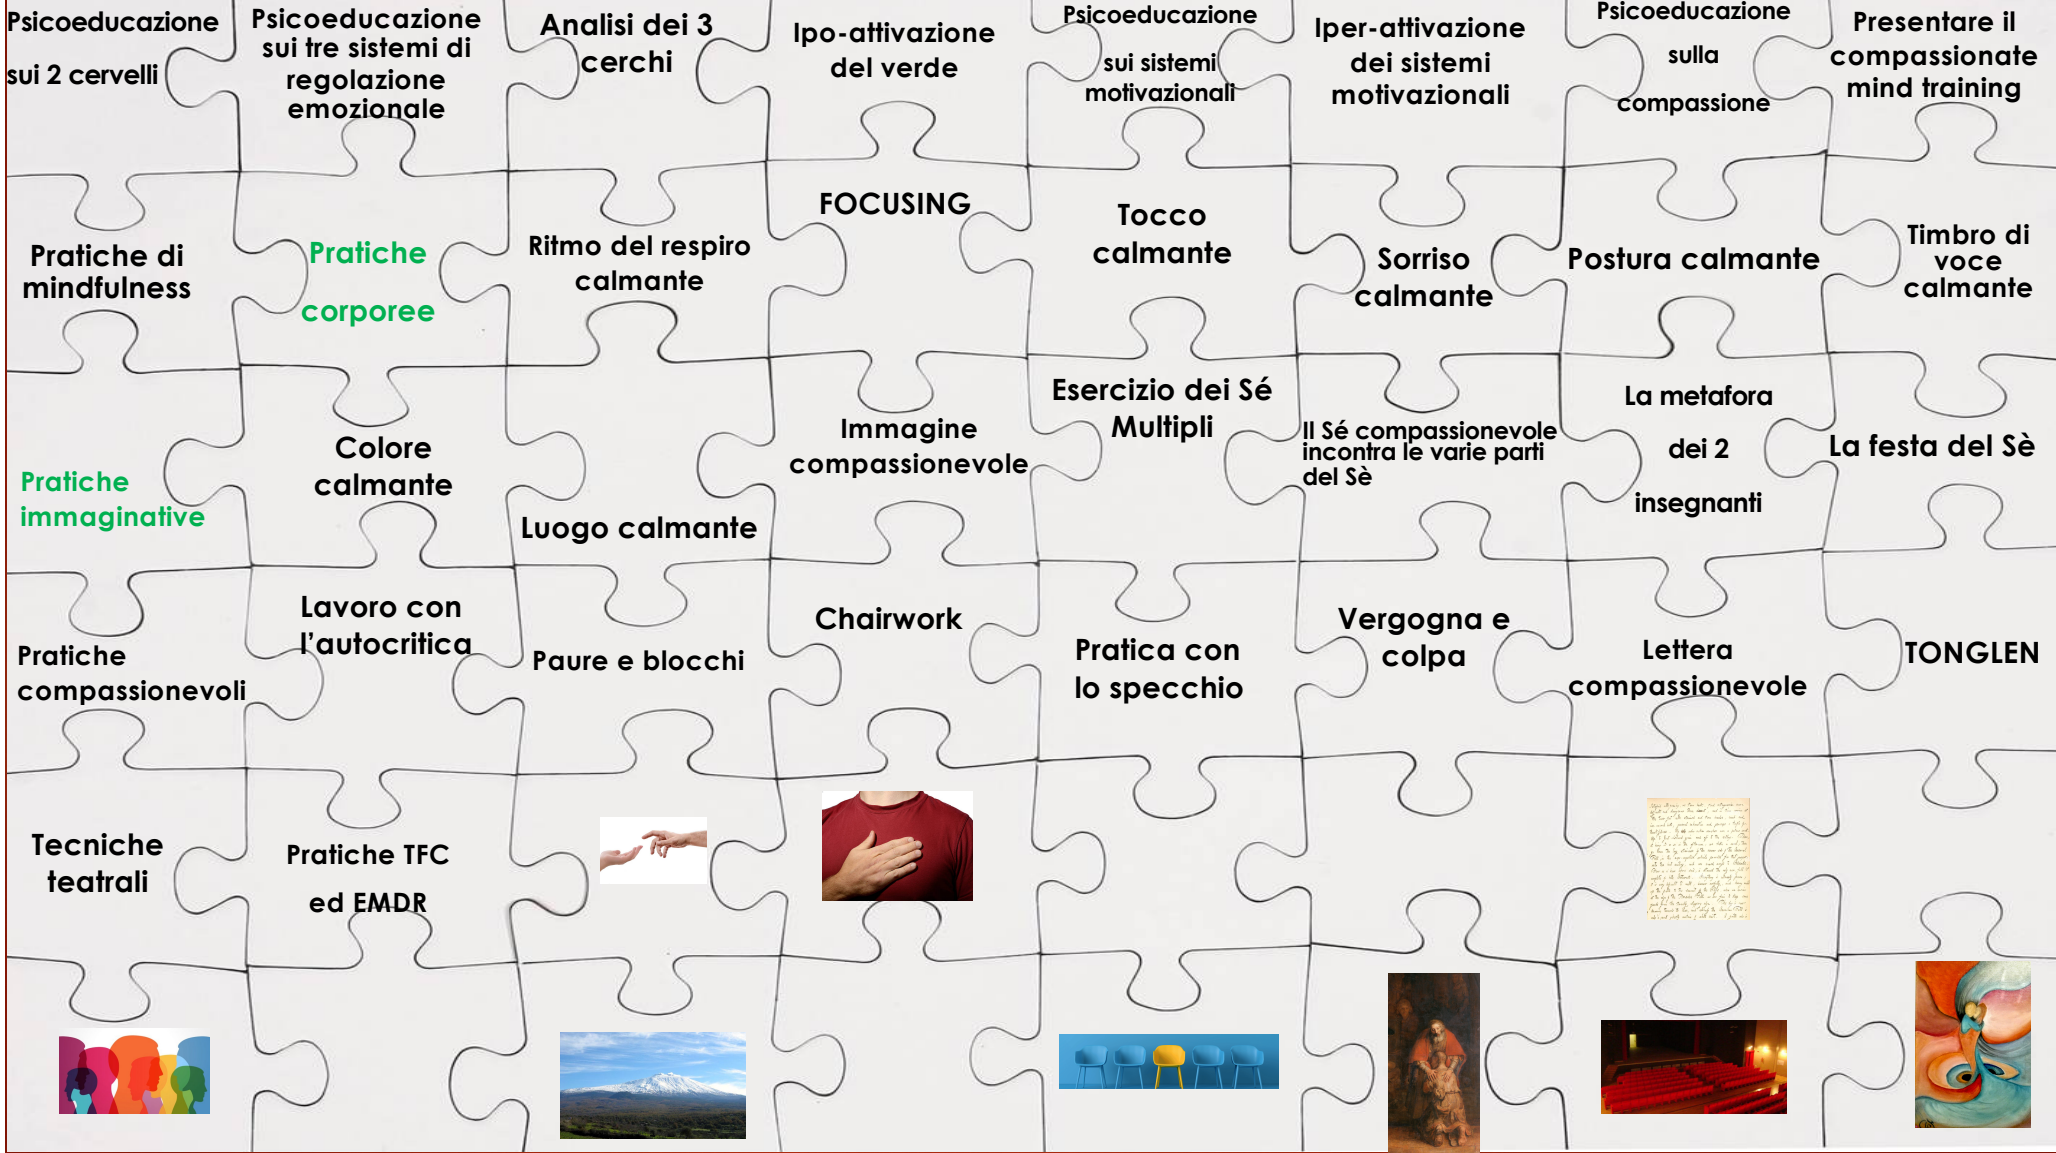 Psicoeducazione
sui 2 cervelli
Psicoeducazione
sui tre sistemi di
regolazione
emozionale
Analisi dei 3
cerchi
Ipo-attivazione
del verde
Psicoeducazione
sui sistemi
motivazionali
Iper-attivazione
dei sistemi
motivazionali
Psicoeducazione
sulla
compassione
Presentare il
compassionate
mind training
Pratiche di
mindfulness
Pratiche
corporee
Ritmo del respiro
calmante
FOCUSING
Tocco
calmante
Sorriso
calmante
Postura calmante
Timbro di
voce
calmante
Pratiche
immaginative
Colore
calmante
Luogo calmante
Immagine
compassionevole
Esercizio dei Sé
Multipli
Il Sé compassionevole
incontra le varie parti
del Sè
La metafora
dei 2
insegnanti
La festa del Sè
Pratiche
compassionevoli
Lavoro con
l’autocritica
Paure e blocchi
Chairwork
Pratica con
lo specchio
Vergogna e
colpa
Lettera
compassionevole
TONGLEN
Tecniche
teatrali
Pratiche TFC
ed EMDR